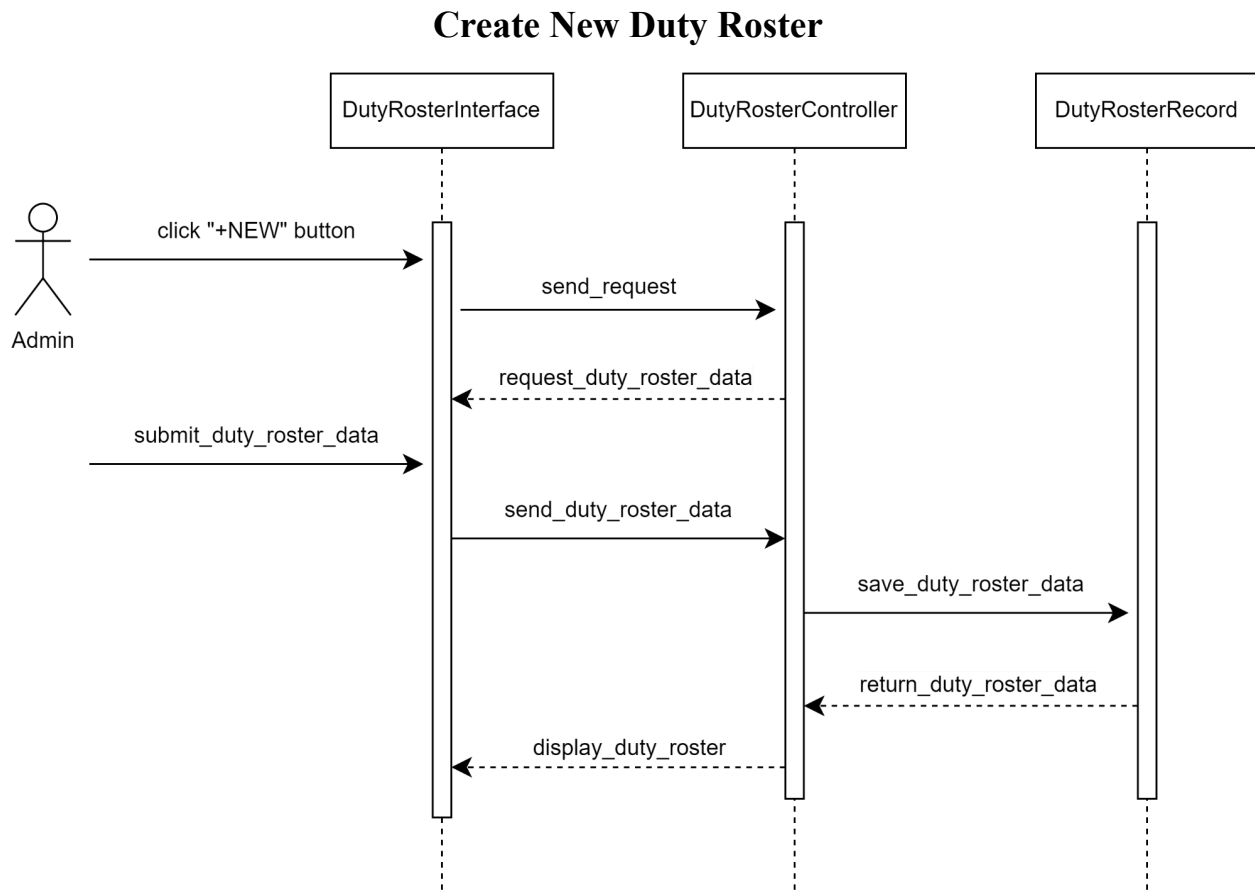 Create New Duty Roster
DutyRosterInterface
DutyRosterController
DutyRosterRecord
click "+NEW" button
send_request
Admin
request_duty_roster_data
submit_duty_roster_data
send_duty_roster_data
save_duty_roster_data
return_duty_roster_data
display_duty_roster